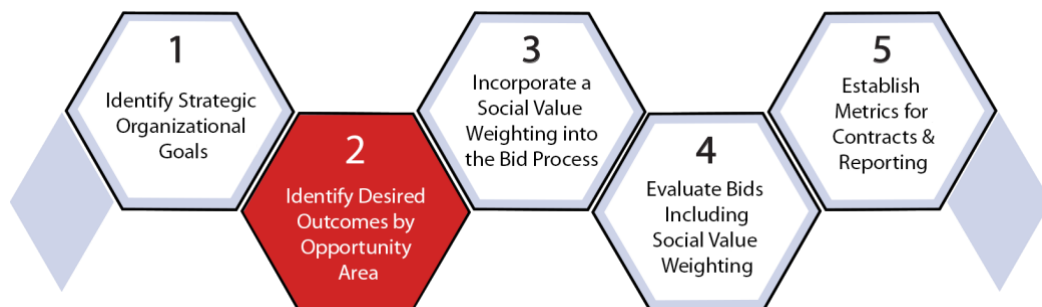 1
Identify Strategic
Organizational
Goals
2
Identify Desired
Outcomes by
Opportunity
Area
3
Incorporate a
Social Value
Weighting into
the Bid Process
4
Evaluate Bids
Including
Social Value
Weighting
5
Establish
Metrics for
Contracts &
Reporting